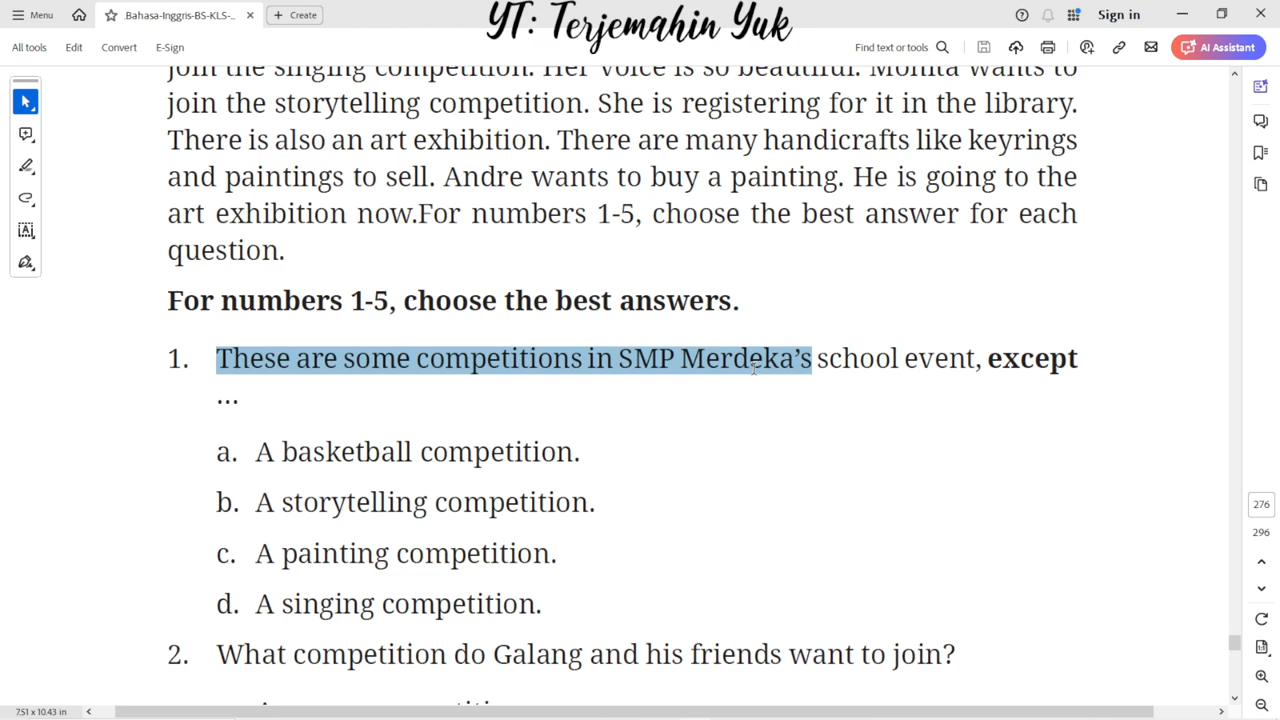 Menu
Bahasa-Inggris-BS-KLS-...
Create
YT: Terjemahin Yuk
Sign in
All tools
Edit
Convert
E-Sign
Find text or tools
AI Assistant
join the singing competition. Her voice is so beautiful. Monita wants to
join the storytelling competition. She is registering for it in the library.
There is also an art exhibition. There are many handicrafts like keyrings
and paintings to sell. Andre wants to buy a painting. He is going to the
art exhibition now.For numbers 1-5, choose the best answer for each
question.
For numbers 1-5, choose the best answers.
1. These are some competitions in SMP Merdeka’s school event, except
...
a. A basketball competition.
b. A storytelling competition.
c. A painting competition.
d. A singing competition.
2. What competition do Galang and his friends want to join?
276
296
7.51 x 10.43 in